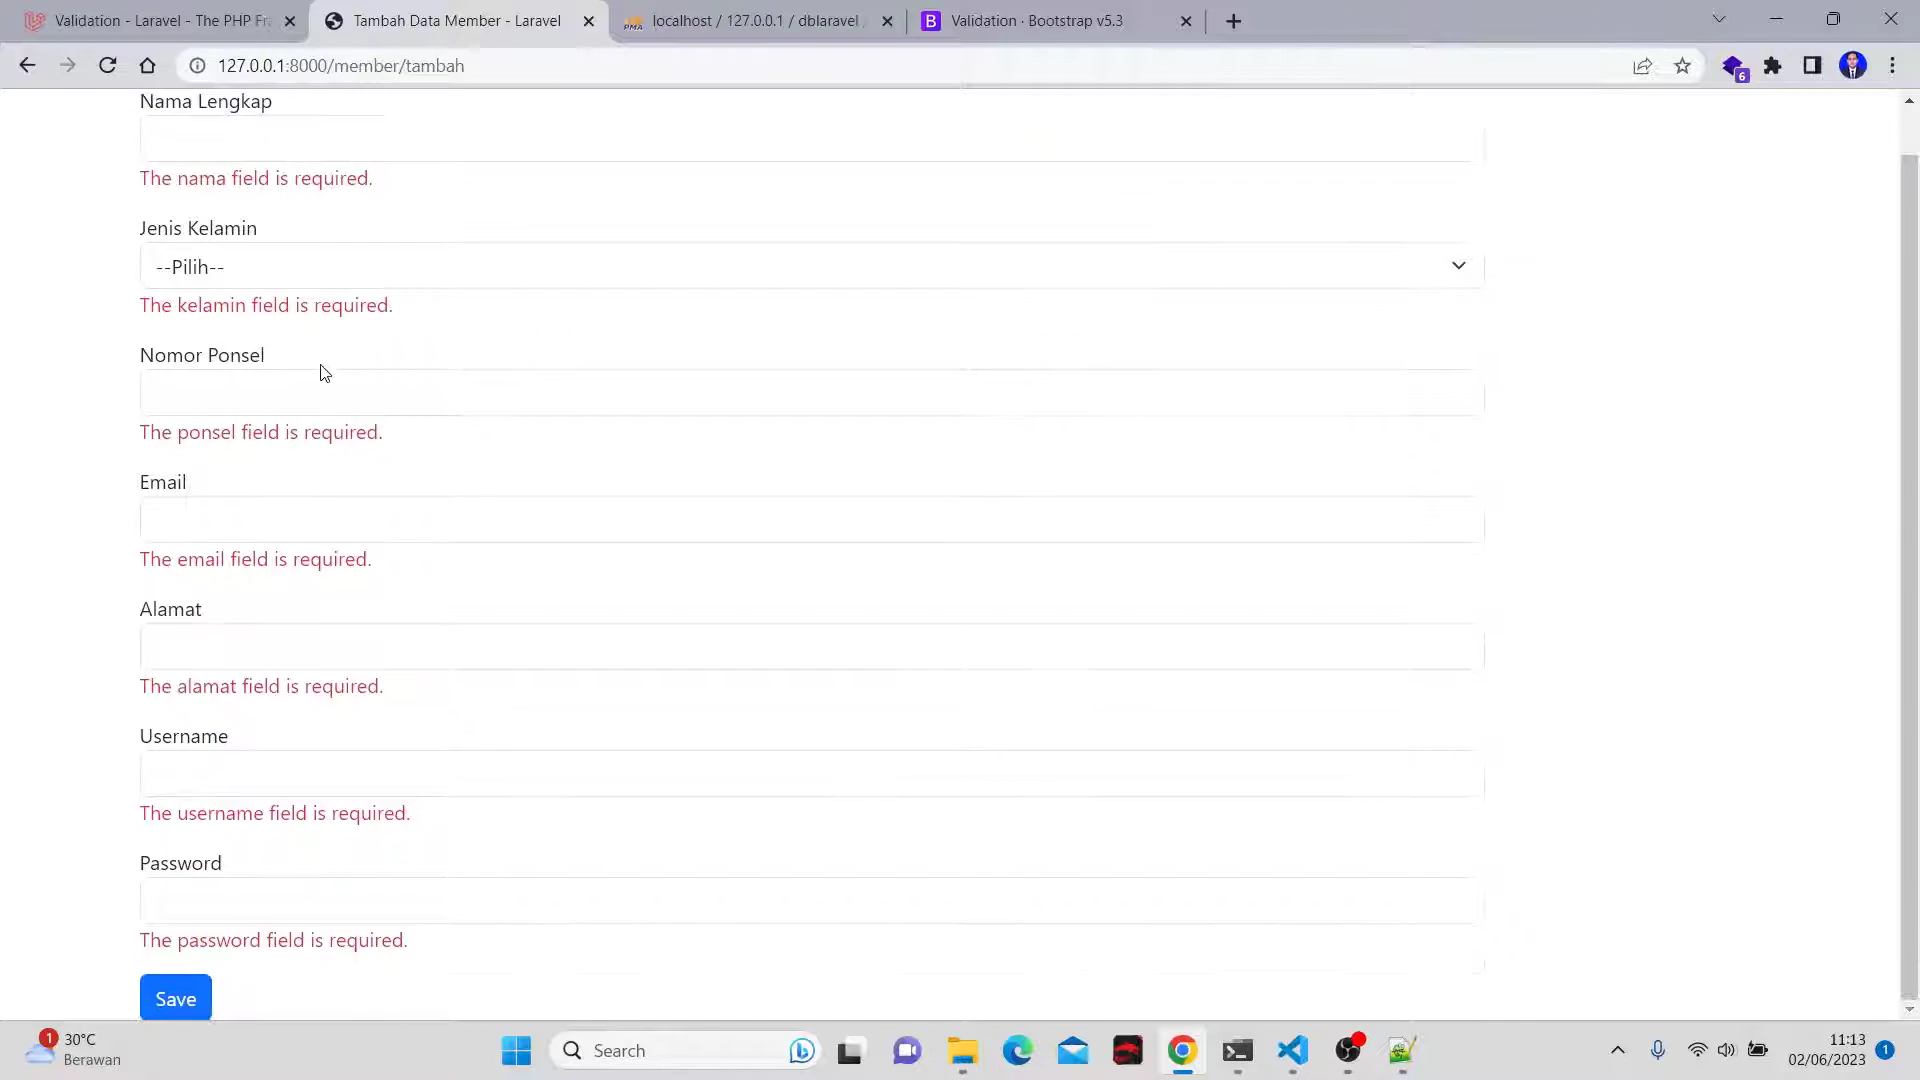 Validation - Laravel - The PHP Fr
Tambah Data Member - Laravel
localhost / 127.0.0.1 / dblaravel
B Validation · Bootstrap v5.3
127.0.0.1:8000/member/tambah
6
Nama Lengkap
The nama field is required.
Jenis Kelamin
--Pilih--
The kelamin field is required.
Nomor Ponsel
The ponsel field is required.
Email
The email field is required.
Alamat
The alamat field is required.
Username
The username field is required.
Password
The password field is required.
Save
1
30°C
Berawan
Search
11:13
02/06/2023
1